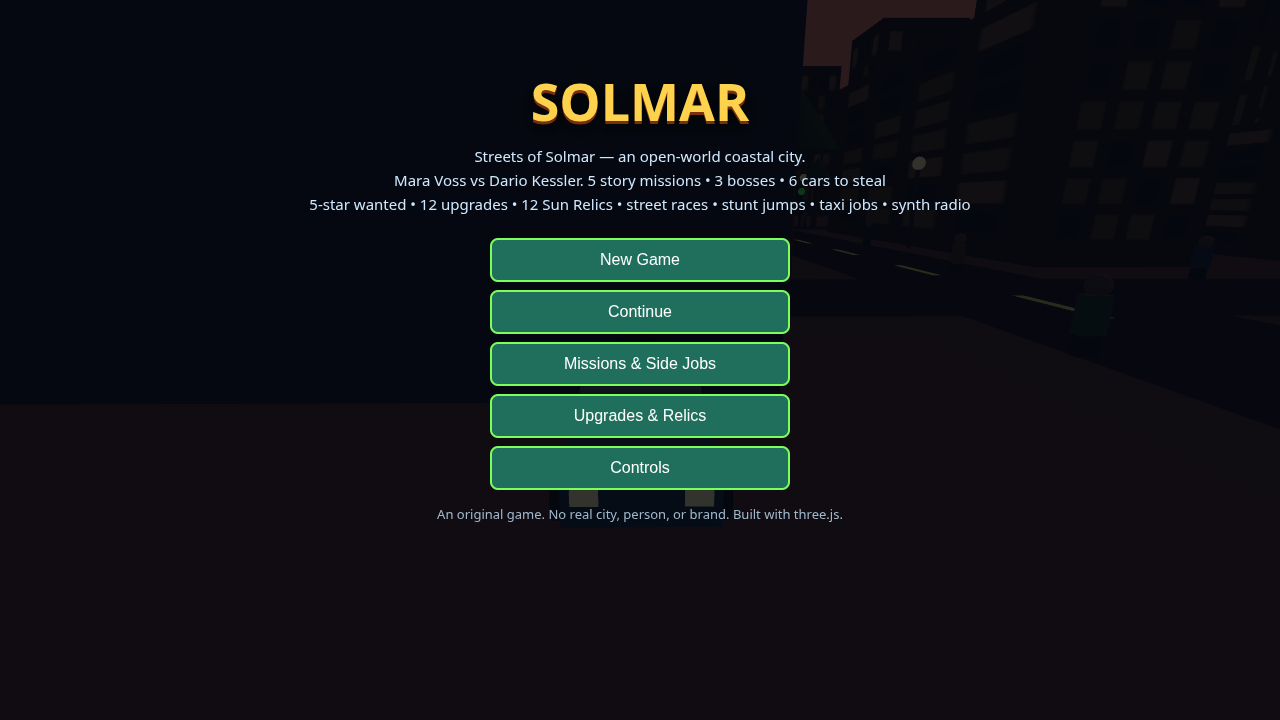 SOLMAR
Streets of Solmar — an open-world coastal city.
Mara Voss vs Dario Kessler. 5 story missions • 3 bosses • 6 cars to steal
5-star wanted • 12 upgrades • 12 Sun Relics • street races • stunt jumps • taxi jobs • synth radio
New Game
Continue
Missions & Side Jobs
Upgrades & Relics
Controls
An original game. No real city, person, or brand. Built with three.js.